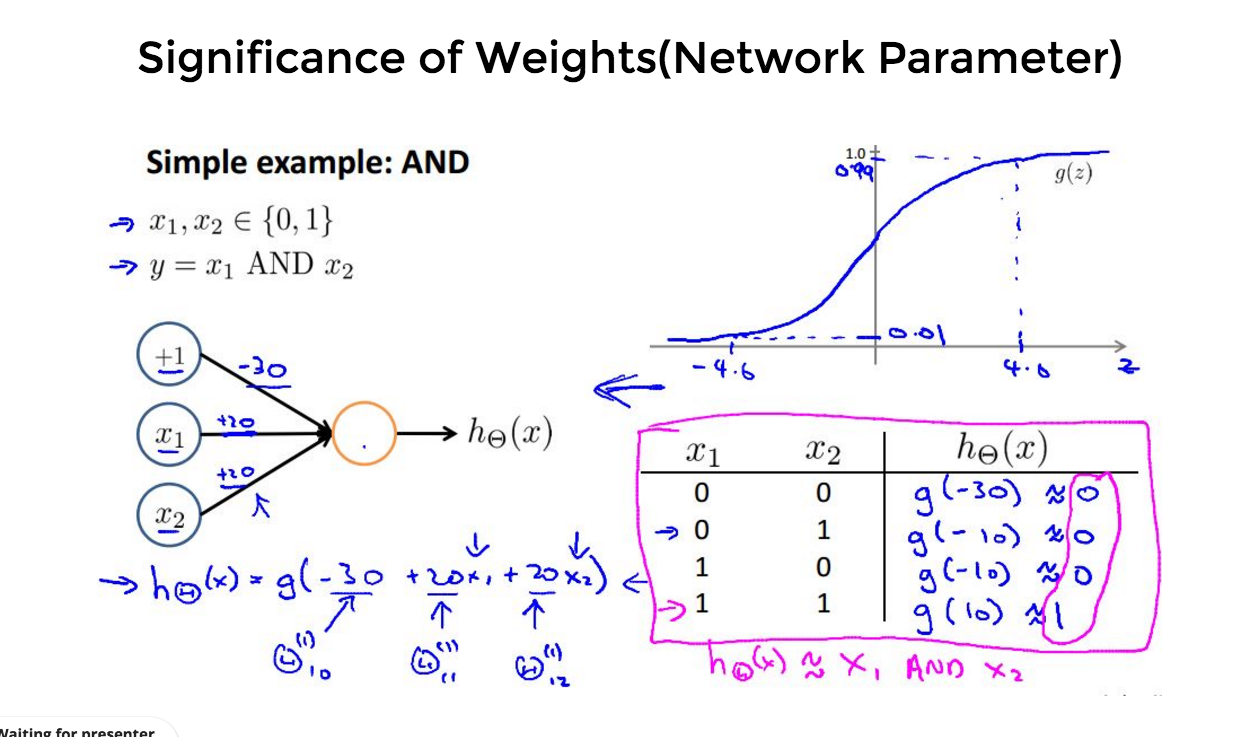 Significance of Weights(Network Parameter)
Simple example: AND
→ x₁, x₂ ∈ {0, 1}
→ y = x₁ AND x₂
+1
-30
x₁
+20
x₂
+20
hΘ(x)
→ hΘ(x) = g(-30 +20x₁ + 20x₂) ←
Θ₁₀⁽¹⁾ Θ₁₁⁽¹⁾ Θ₁₂⁽¹⁾
1.0
0.99
g(z)
0.01
-4.6 4.6 z
x₁ x₂ hΘ(x)
0 0 g(-30) ≈ 0
→ 0 1 g(-10) ≈ 0
1 0 g(-10) ≈ 0
→ 1 1 g(10) ≈ 1
hΘ(x) ≈ x₁ AND x₂
Waiting for presenter